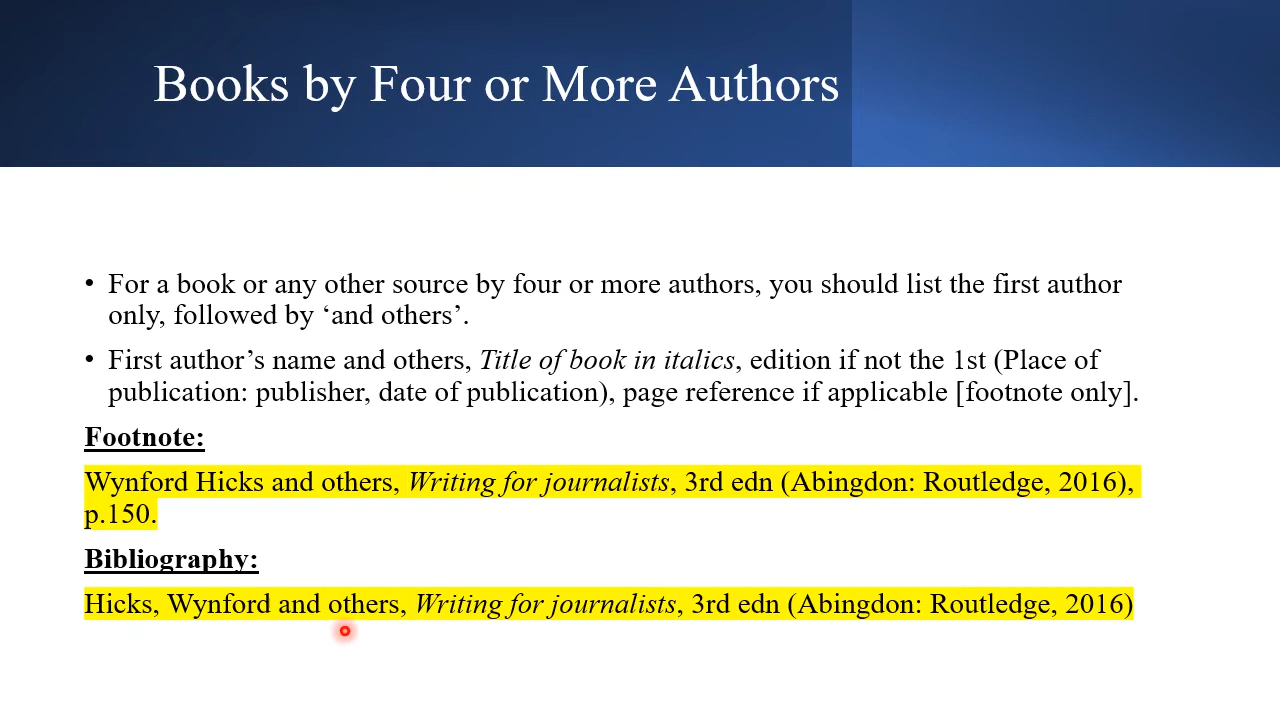 Books by Four or More Authors
• For a book or any other source by four or more authors, you should list the first author
only, followed by ‘and others’.
• First author’s name and others, Title of book in italics, edition if not the 1st (Place of
publication: publisher, date of publication), page reference if applicable [footnote only].
Footnote:
Wynford Hicks and others, Writing for journalists, 3rd edn (Abingdon: Routledge, 2016),
p.150.
Bibliography:
Hicks, Wynford and others, Writing for journalists, 3rd edn (Abingdon: Routledge, 2016)